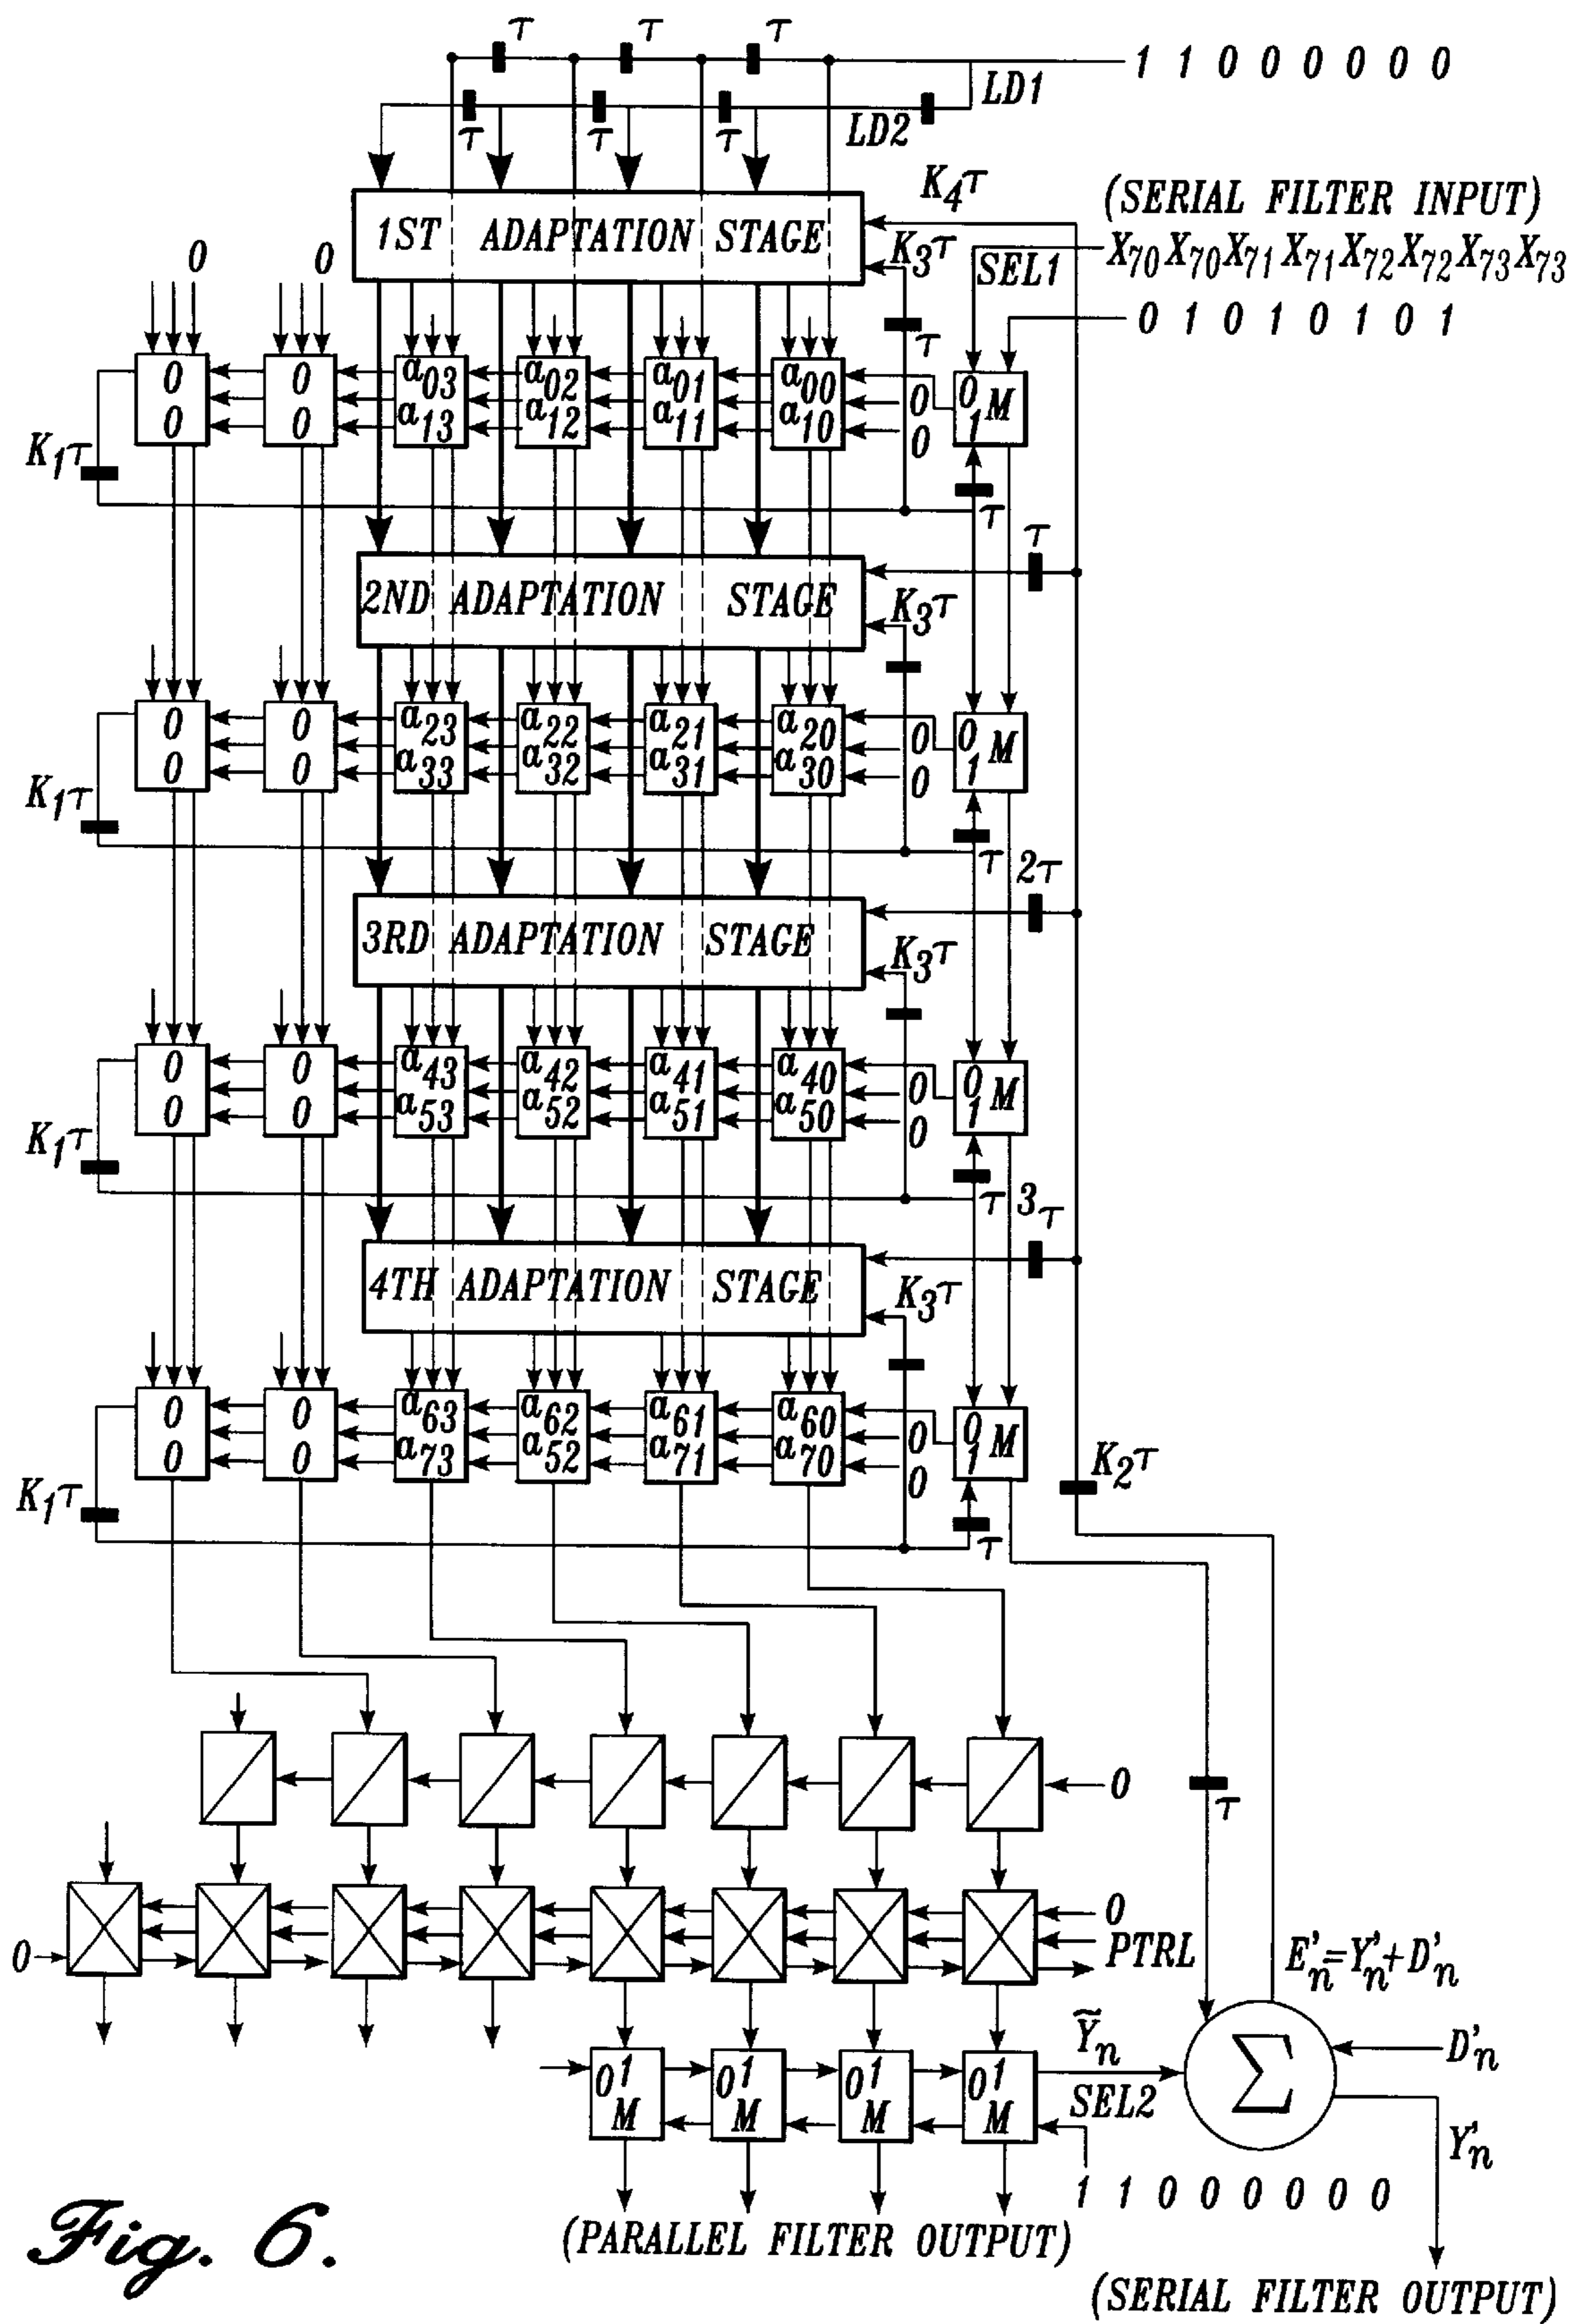 τ τ τ
1 1 0 0 0 0 0 0
LD1
τ τ τ LD2
K4τ
(SERIAL FILTER INPUT)
1ST ADAPTATION STAGE
K3τ
SEL1
X70 X70 X71 X71 X72 X72 X73 X73
0 0
0 1 0 1 0 1 0 1
τ
0 0 a03 a02 a01 a00 0 0 M
0 0 a13 a12 a11 a10 0 1
K1τ
τ
τ
2ND ADAPTATION STAGE
K3τ
0 0 a23 a22 a21 a20 0 0 M
0 0 a33 a32 a31 a30 0 1
K1τ
τ 2τ
3RD ADAPTATION STAGE
K3τ
0 0 a43 a42 a41 a40 0 0 M
0 0 a53 a52 a51 a50 0 1
K1τ
τ 3τ
4TH ADAPTATION STAGE
K3τ
0 0 a63 a62 a61 a60 0 0 M
0 0 a73 a52 a71 a70 0 1
K2τ
K1τ
τ
0
τ
0
0 PTRL
E'n=Y'n+D'n
Ỹn
D'n
Σ
01 01 01 01
M M M M
SEL2
Y'n
1 1 0 0 0 0 0 0
Fig. 6.
(PARALLEL FILTER OUTPUT)
(SERIAL FILTER OUTPUT)